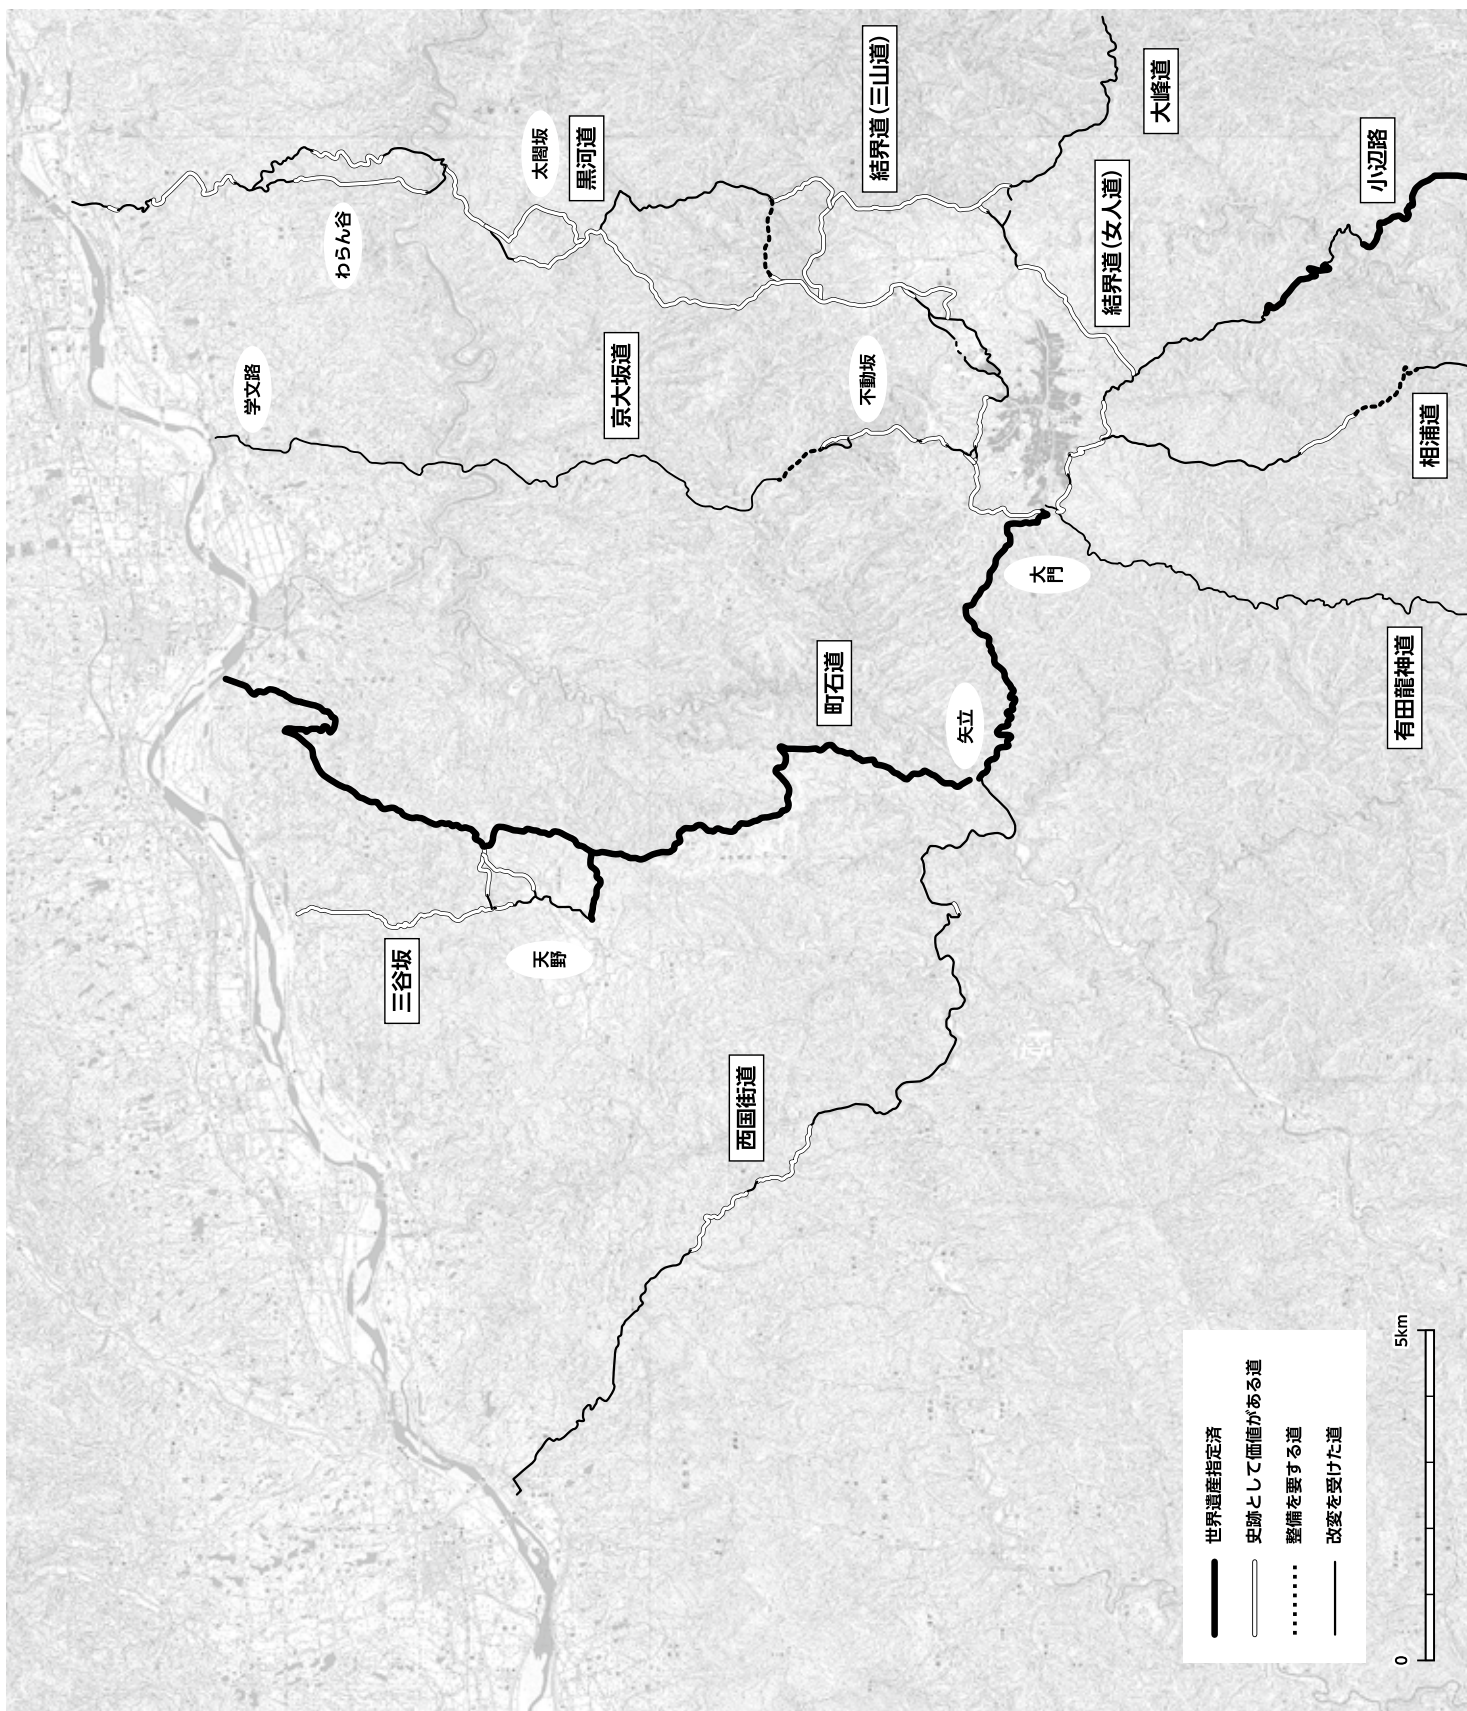 大峰道
結界道（三山道）
黒河道
太閤坂
小辺路
結界道（女人道）
わらん谷
不動坂
京大坂道
学文路
相浦道
大門
有田龍神道
矢立
町石道
天野
三谷坂
西国街道
世界遺産指定済
史跡として価値がある道
整備を要する道
改変を受けた道
0
5km